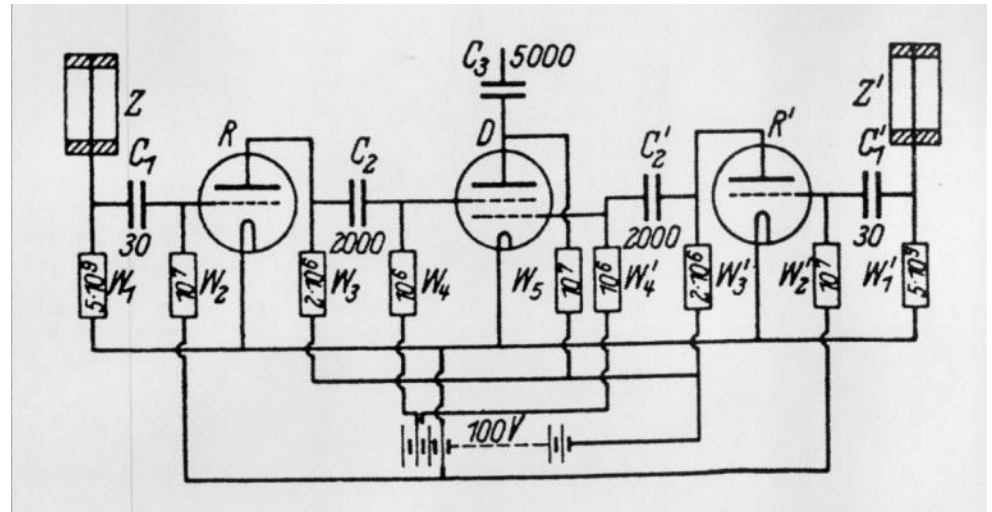 C₃ 5000
Z
Z'
C₁
R
C₂
D
C₂'
R'
C₁'
30
2000
2000
30
5·10⁹
W₁
10⁷
W₂
2·10⁶
W₃
10⁶
W₄
W₅
10⁷
10⁶
W₄'
2·10⁶
W₃'
W₂'
10⁷
W₁'
5·10⁹
100V